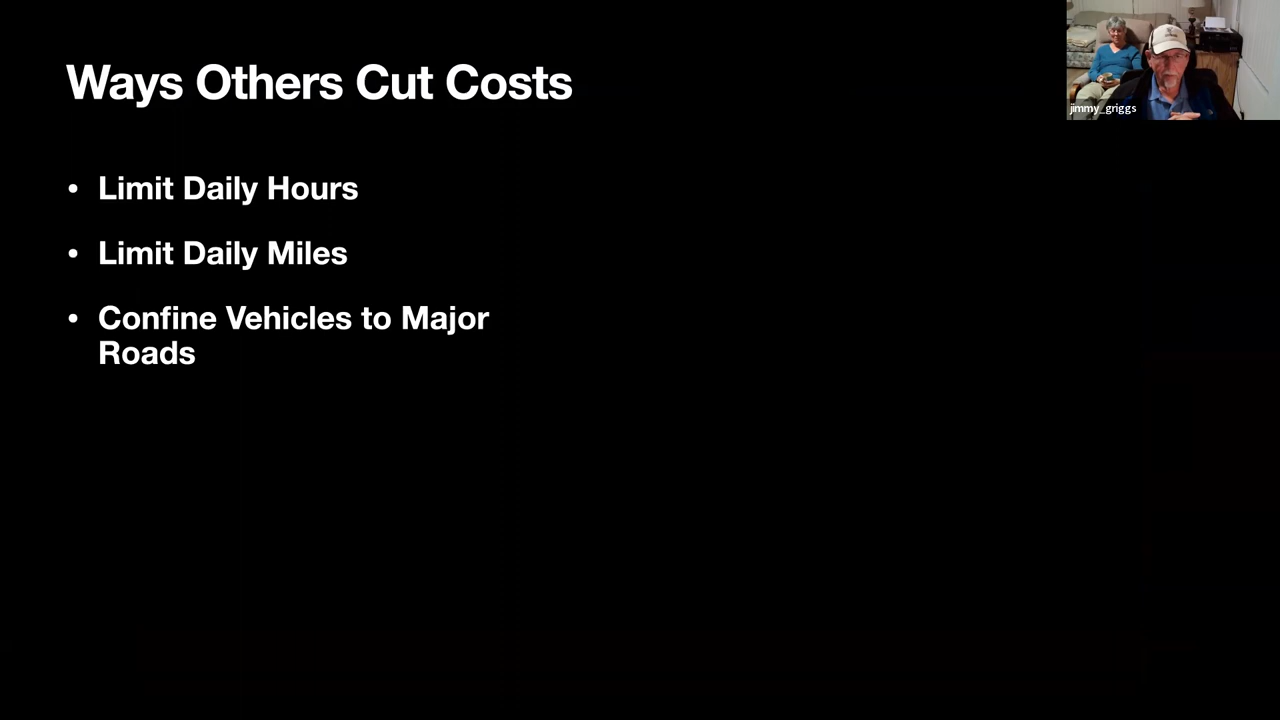 Ways Others Cut Costs
• Limit Daily Hours
• Limit Daily Miles
• Confine Vehicles to Major
Roads
jimmy_griggs